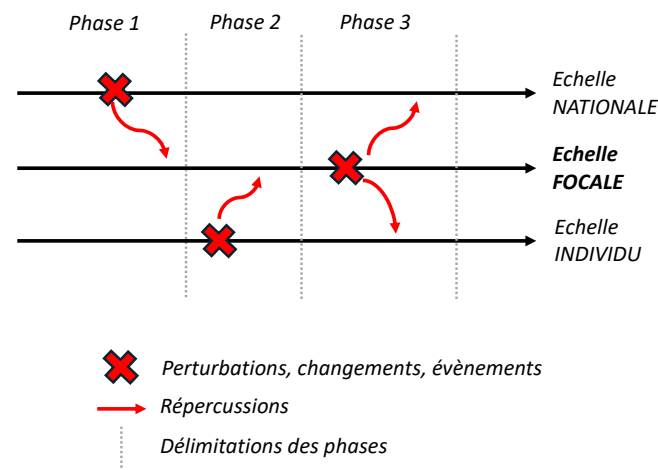 Phase 1
Phase 2
Phase 3
Echelle
NATIONALE
Echelle
FOCALE
Echelle
INDIVIDU
Perturbations, changements, évènements
Répercussions
Délimitations des phases